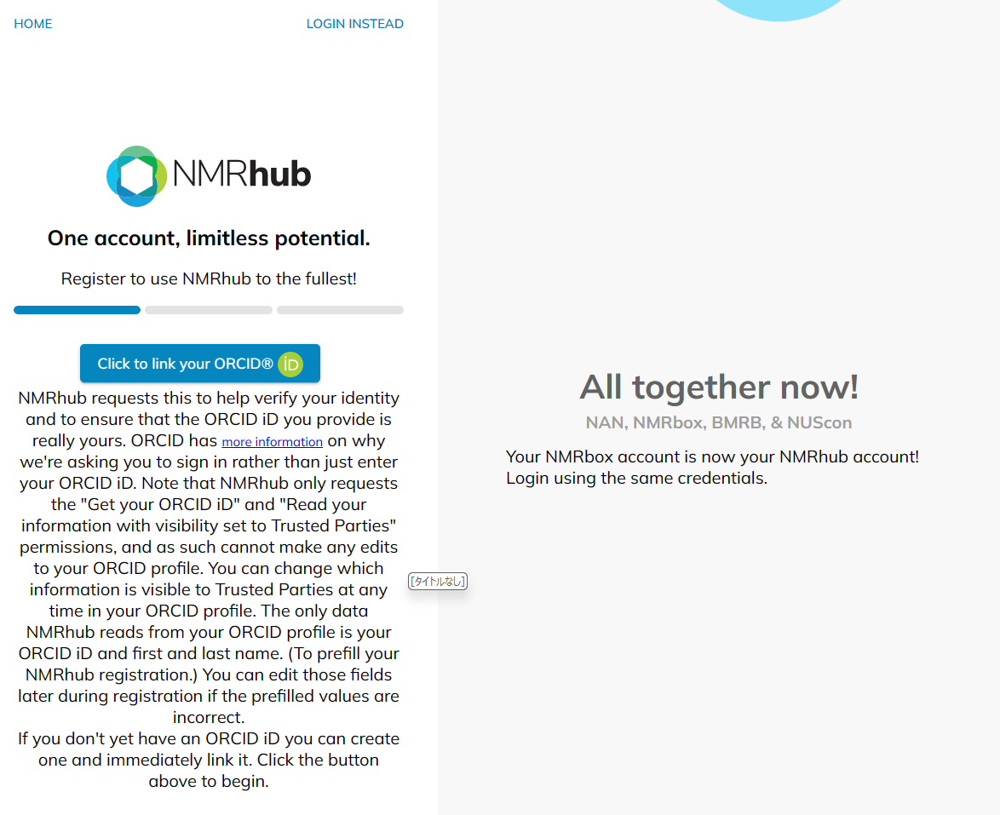 HOME
LOGIN INSTEAD
NMRhub
One account, limitless potential.
Register to use NMRhub to the fullest!
Click to link your ORCID® iD
NMRhub requests this to help verify your identity
and to ensure that the ORCID iD you provide is
really yours. ORCID has more information on why
we're asking you to sign in rather than just enter
your ORCID iD. Note that NMRhub only requests
the "Get your ORCID iD" and "Read your
information with visibility set to Trusted Parties"
permissions, and as such cannot make any edits
to your ORCID profile. You can change which
information is visible to Trusted Parties at any
time in your ORCID profile. The only data
NMRhub reads from your ORCID profile is your
ORCID iD and first and last name. (To prefill your
NMRhub registration.) You can edit those fields
later during registration if the prefilled values are
incorrect.
If you don't yet have an ORCID iD you can create
one and immediately link it. Click the button
above to begin.
[タイトルなし]
All together now!
NAN, NMRbox, BMRB, & NUScon
Your NMRbox account is now your NMRhub account!
Login using the same credentials.